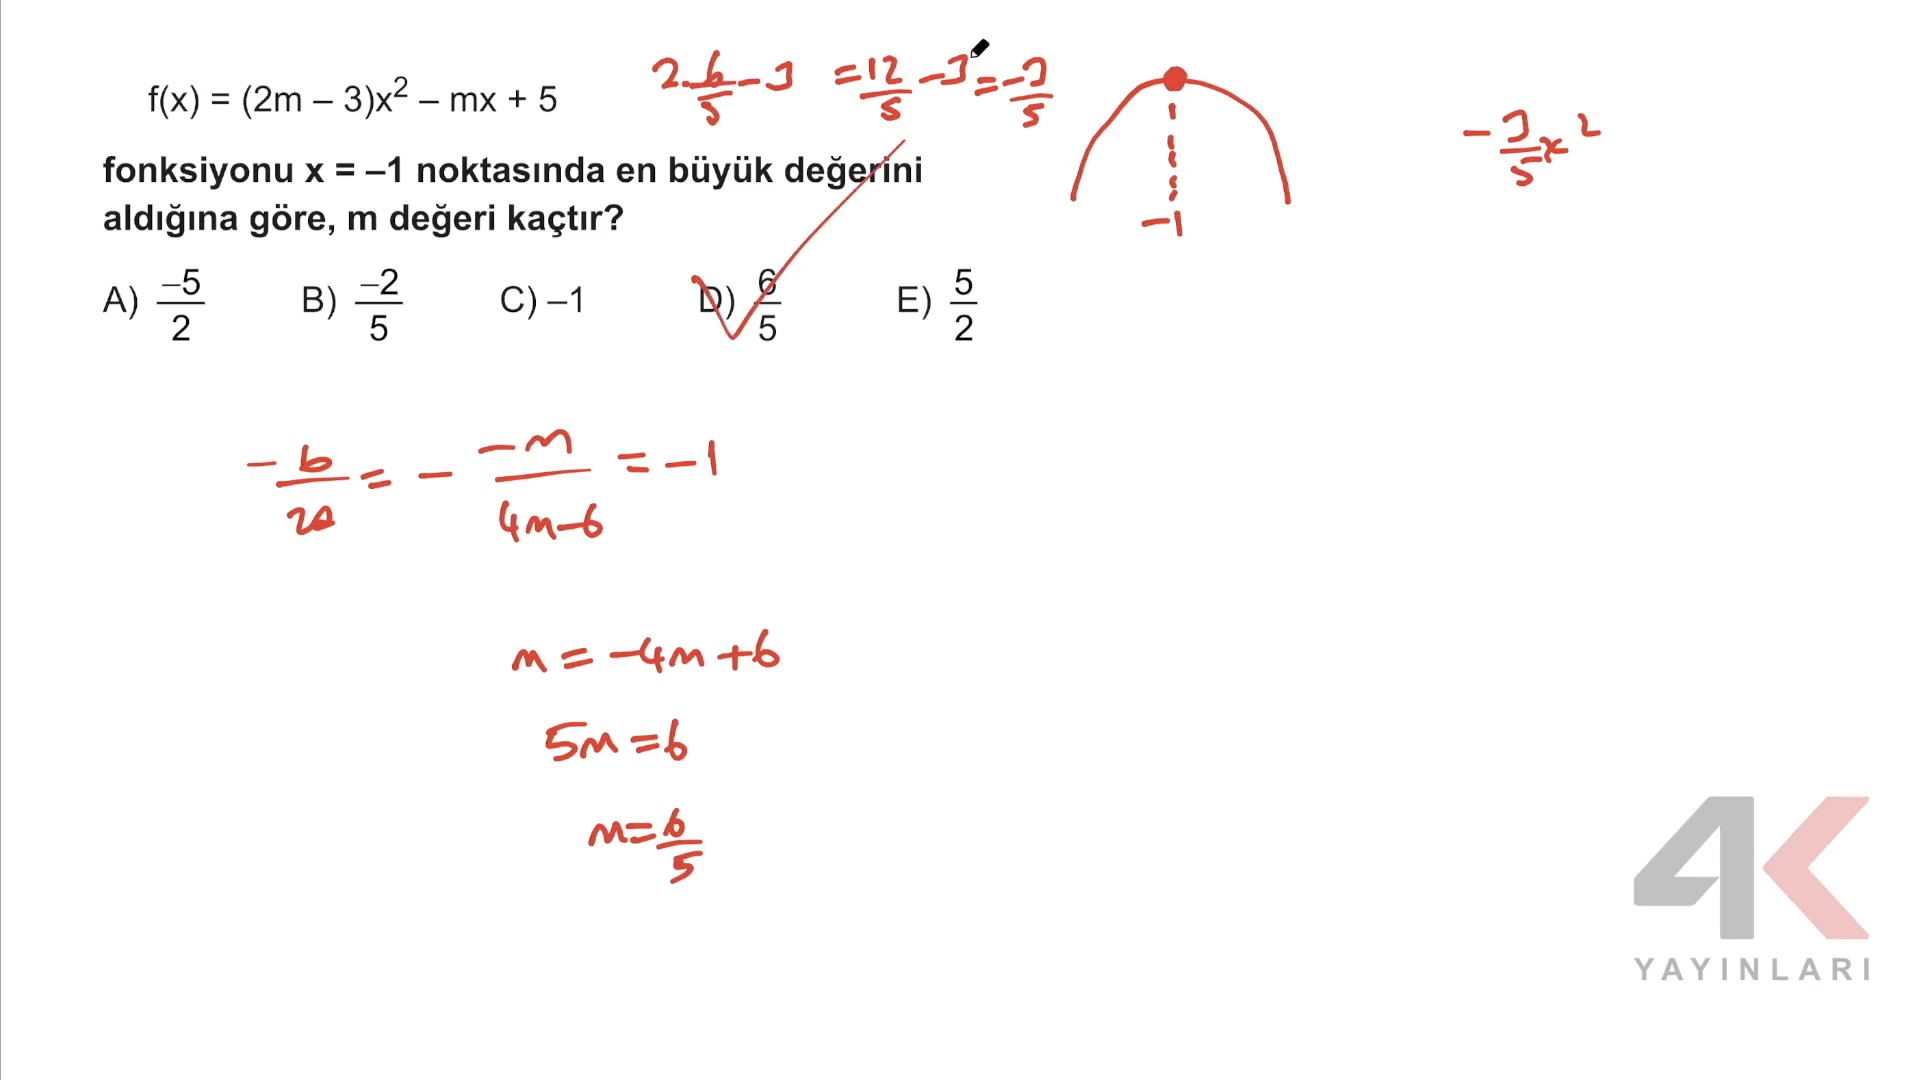 f(x) = (2m – 3)x² – mx + 5
2.6/5 – 3 = 12/5 – 3 = –3/5
–3/5 x²
fonksiyonu x = –1 noktasında en büyük değerini
aldığına göre, m değeri kaçtır?
–1
A) –5/2 B) –2/5 C) –1 D) 6/5 E) 5/2
–b/2a = – –m/4m–6 = –1
m = –4m + 6
5m = 6
m = 6/5
4K
YAYINLARI